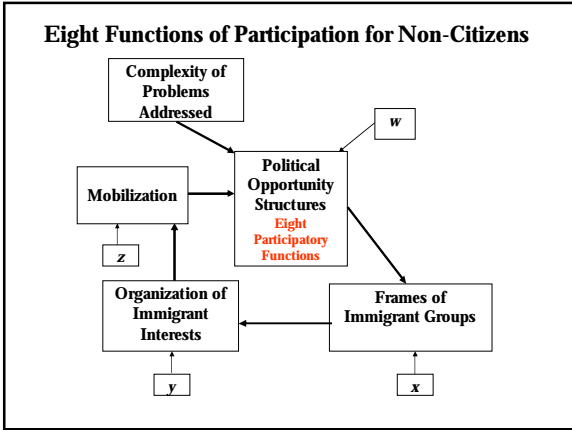 Eight Functions of Participation for Non-Citizens
Complexity of
Problems
Addressed
w
Political
Opportunity
Structures
Eight
Participatory
Functions
Mobilization
z
Organization of
Immigrant
Interests
Frames of
Immigrant Groups
y
x